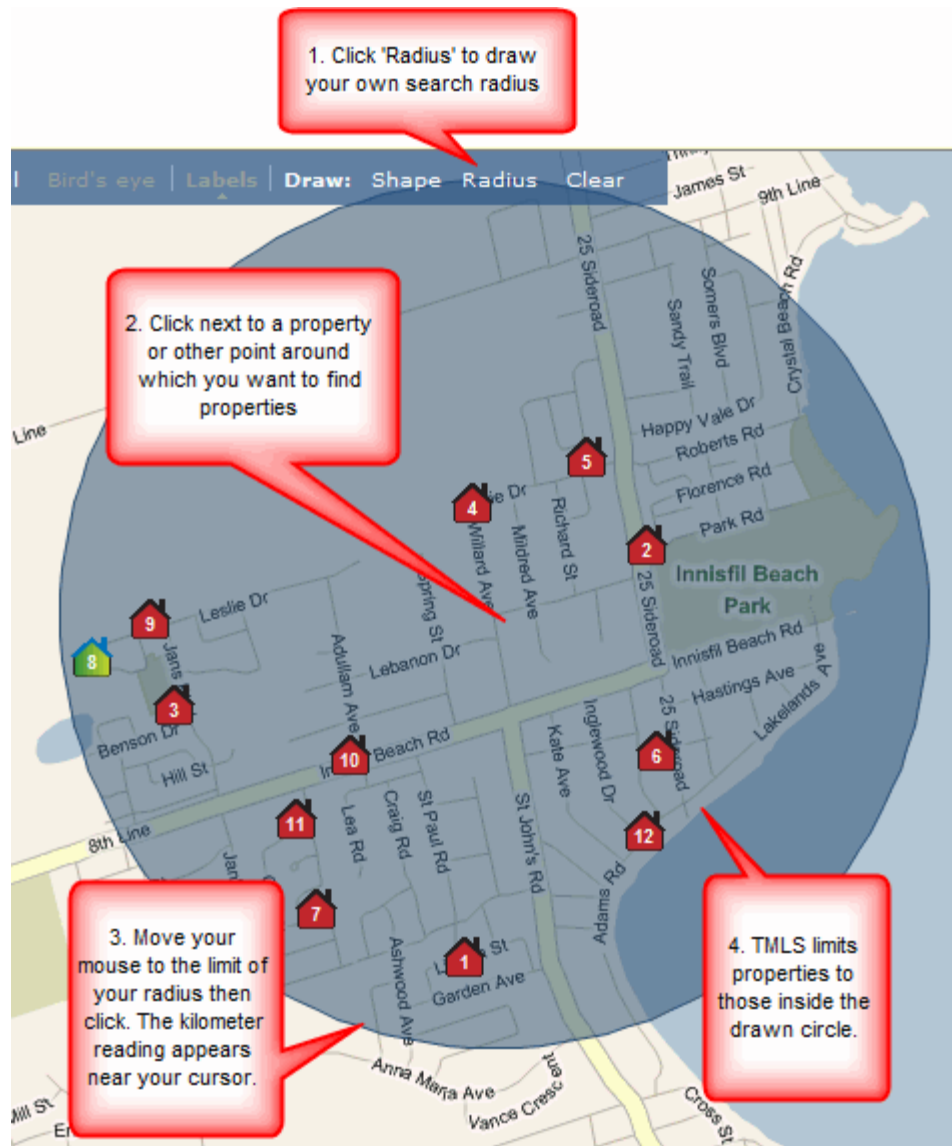 1. Click 'Radius' to draw
your own search radius
l Bird's eye Labels Draw: Shape Radius Clear
James St
9th Line
25 Sideroad
Somers Blvd
Sandy Trail
Crystal Beach Rd
2. Click next to a property
or other point around
which you want to find
properties
Line
Happy Vale Dr
Roberts Rd
5
Florence Rd
4
ie Dr
Richard St
Park Rd
Willard Ave
Mildred Ave
2
Innisfil Beach
Park
Spring St
25 Sideroad
9
Leslie Dr
Jans
Adullam Ave
Lebanon Dr
Innisfil Beach Rd
8
Hastings Ave
Lakelands Ave
3
Benson Dr
Inglewood Dr
25 Sideroad
Hill St
10
Beach Rd
Kate Ave
6
8th Line
11
Lea Rd
Craig Rd
St Paul Rd
St John's Rd
12
Jan
7
Adams Rd
3. Move your
mouse to the limit of
your radius then
click. The kilometer
reading appears
near your cursor.
Ashwood Ave
1
St
Garden Ave
4. TMLS limits
properties to
those inside the
drawn circle.
Anna Maria Ave
Vance Cresc
ent
Mill St
Cross St